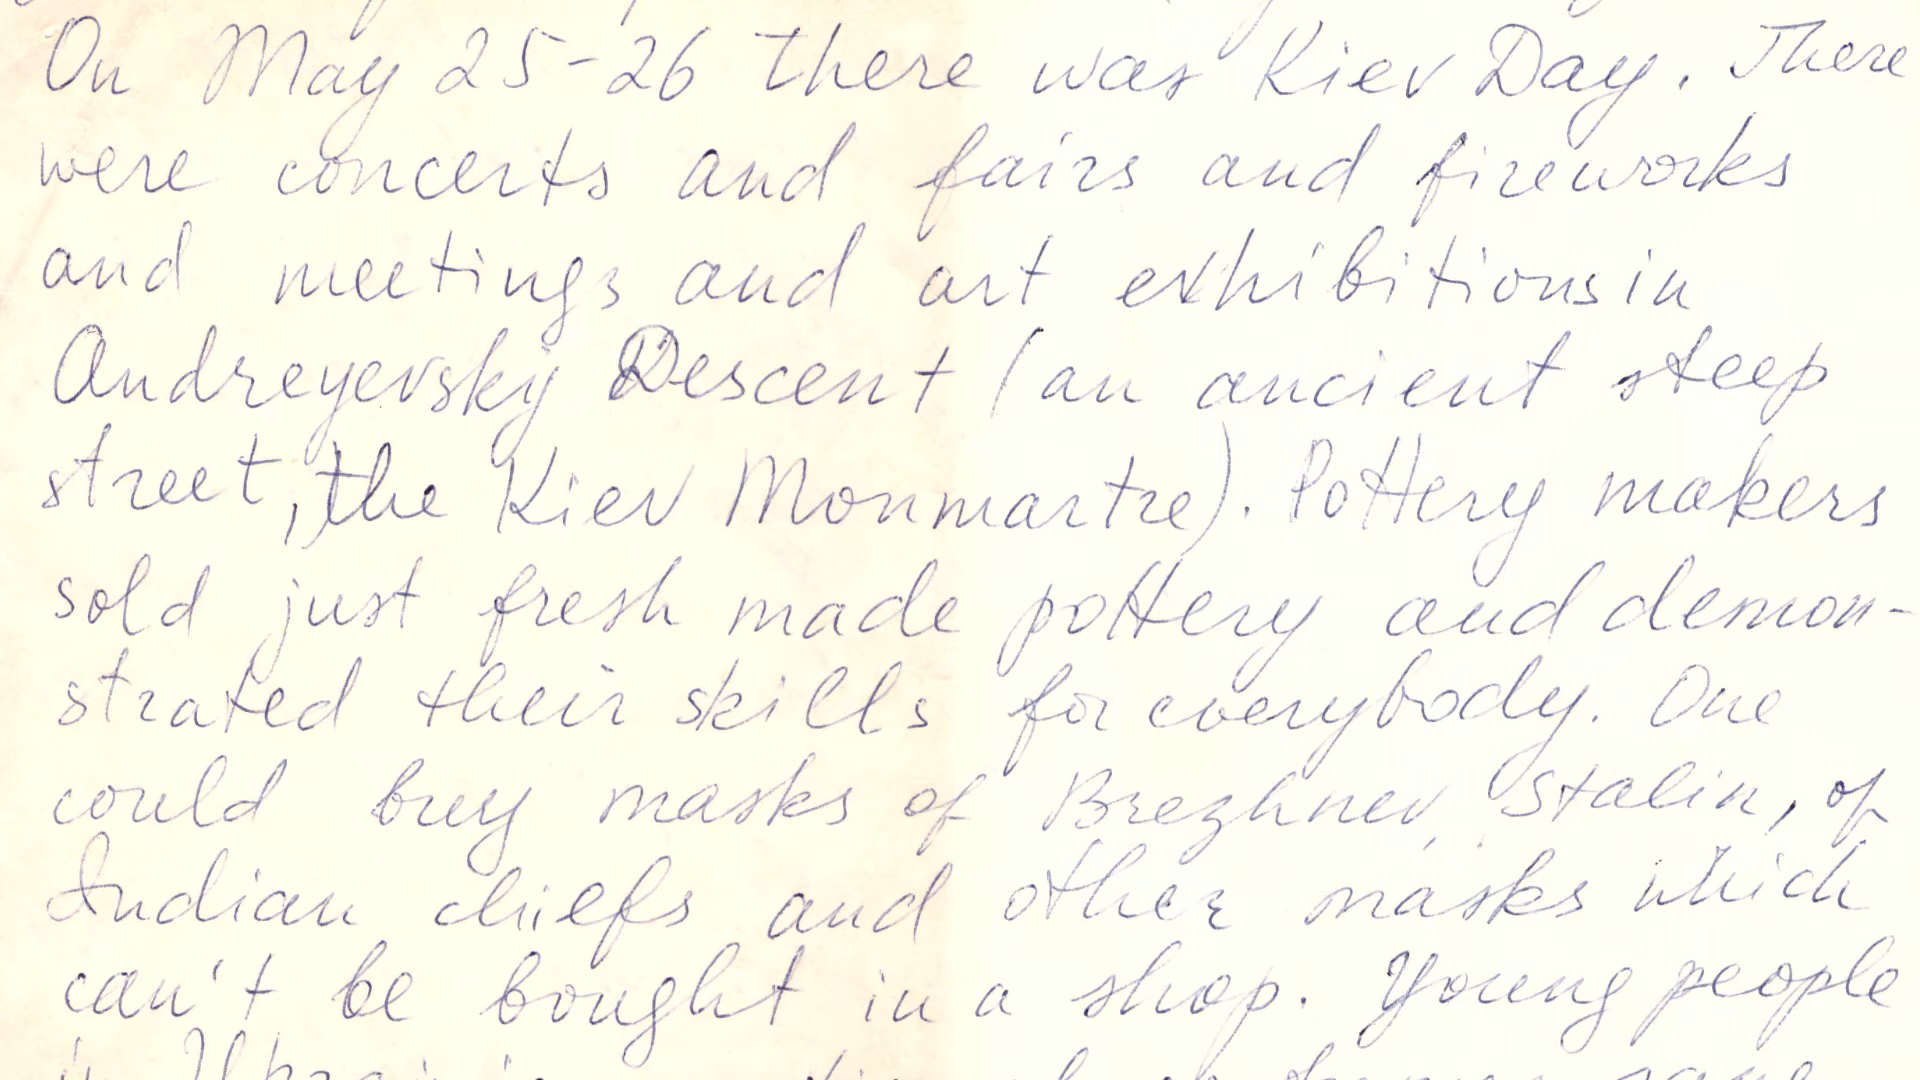 On May 25-26 there was Kiev Day. There
were concerts and fairs and fireworks
and meetings and art exhibitions in
Andreyevsky Descent (an ancient steep
street, the Kiev Monmartre). Pottery makers
sold just fresh made pottery and demon-
strated their skills for everybody. One
could buy masks of Brezhnev, Stalin, of
Indian chiefs and other masks which
can't be bought in a shop. Young people
in